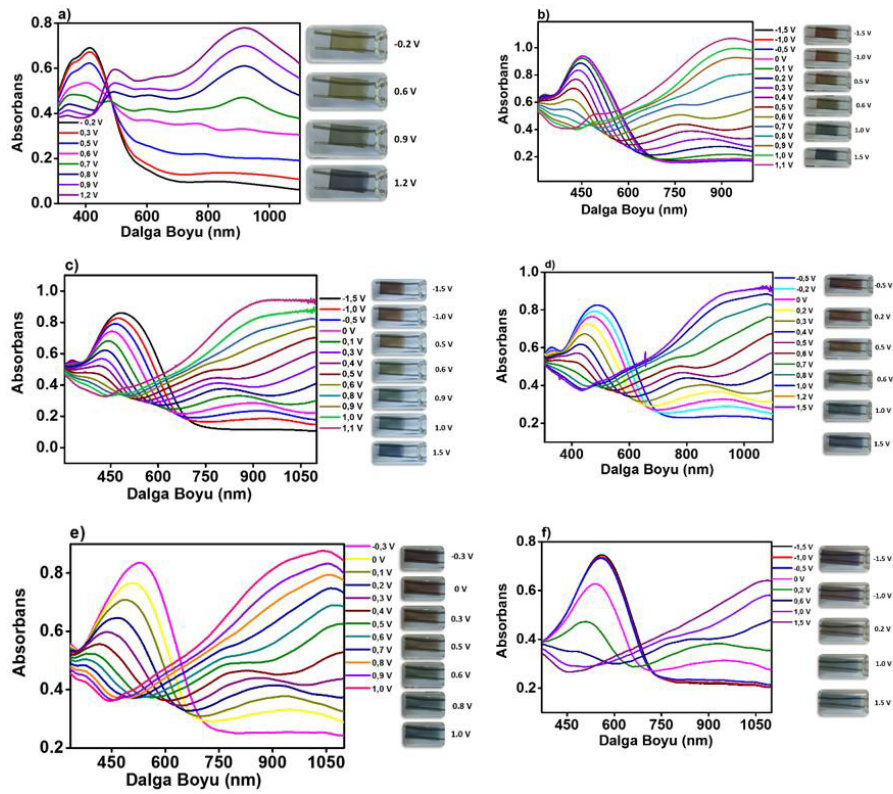 a)
Absorbans
0.8
0.6
0.4
0.2
0.0
400
600
800
1000
Dalga Boyu (nm)
- 0,2 V
0,3 V
0,5 V
0,6 V
0,7 V
0,8 V
0,9 V
1,2 V
-0.2 V
0.6 V
0.9 V
1.2 V
b)
Absorbans
1.0
0.8
0.6
0.4
0.2
300
450
600
750
900
Dalga Boyu (nm)
-1,5 V
-1,0 V
-0,5 V
0 V
0,1 V
0,2 V
0,3 V
0,4 V
0,5 V
0,6 V
0,7 V
0,8 V
0,9 V
1,0 V
1,1 V
-1.5 V
-1.0 V
0.5 V
0.6 V
1.0 V
1.5 V
c)
Absorbans
1.0
0.8
0.6
0.4
0.2
0.0
450
600
750
900
1050
Dalga Boyu (nm)
-1,5 V
-1,0 V
-0,5 V
0 V
0,1 V
0,3 V
0,4 V
0,5 V
0,6 V
0,8 V
0,9 V
1,0 V
1,1 V
-1.5 V
-1.0 V
0.5 V
0.6 V
0.9 V
1.0 V
1.5 V
d)
Absorbans
0.8
0.6
0.4
0.2
400
600
800
1000
Dalga Boyu (nm)
-0,5 V
-0,2 V
0 V
0,2 V
0,3 V
0,4 V
0,5 V
0,6 V
0,7 V
0,8 V
1,0 V
1,2 V
1,5 V
-0.5 V
0.2 V
0.5 V
0.6 V
1.0 V
1.5 V
e)
Absorbans
0.8
0.6
0.4
0.2
450
600
750
900
1050
Dalga Boyu (nm)
-0,3 V
0 V
0,1 V
0,2 V
0,3 V
0,4 V
0,5 V
0,6 V
0,7 V
0,8 V
0,9 V
1,0 V
-0.3 V
0 V
0.3 V
0.5 V
0.6 V
0.8 V
1.0 V
f)
Absorbans
0.8
0.6
0.4
0.2
450
600
750
900
1050
Dalga Boyu (nm)
-1,5 V
-1,0 V
-0,5 V
0 V
0,2 V
0,6 V
1,0 V
1,5 V
-1.5 V
-1.0 V
0.2 V
1.0 V
1.5 V